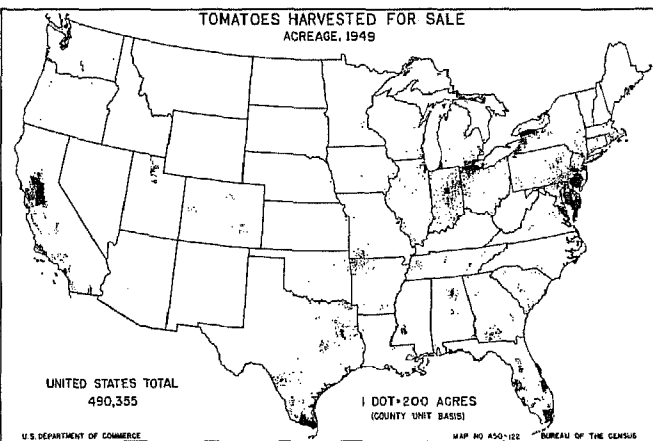 TOMATOES HARVESTED FOR SALE
ACREAGE, 1949
UNITED STATES TOTAL
490,355
1 DOT=200 ACRES
(COUNTY UNIT BASIS)
U.S. DEPARTMENT OF COMMERCE
MAP NO A50-122 BUREAU OF THE CENSUS